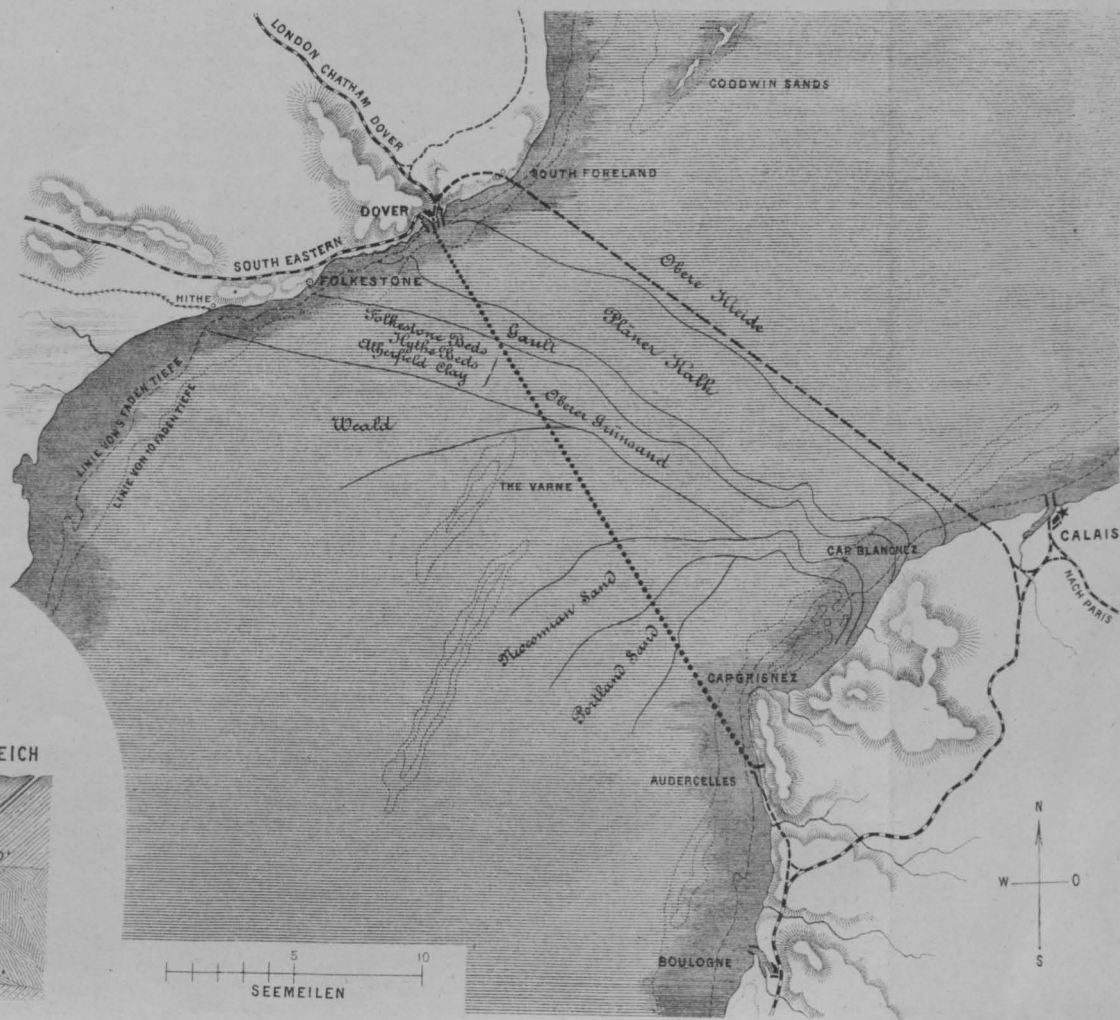 LONDON CHATHAM DOVER
GOODWIN SANDS
SOUTH FORELAND
DOVER
SOUTH EASTERN
FOLKESTONE
HITHE
Obere Kreide
Pläner Kalk
Gault
Folkestone Beds
Hythe Beds
Atherfield Clay
Oberer Grünsand
Weald
LINIE VON 5 FADEN TIEFE
LINIE VON 10 FADEN TIEFE
THE VARNE
CALAIS
CAP BLANCNEZ
NACH PARIS
Sand
Portland Sand
CAP GRISNEZ
EICH
AUDERCELLES
N
W O
S
BOULOGNE
5 10
SEEMEILEN